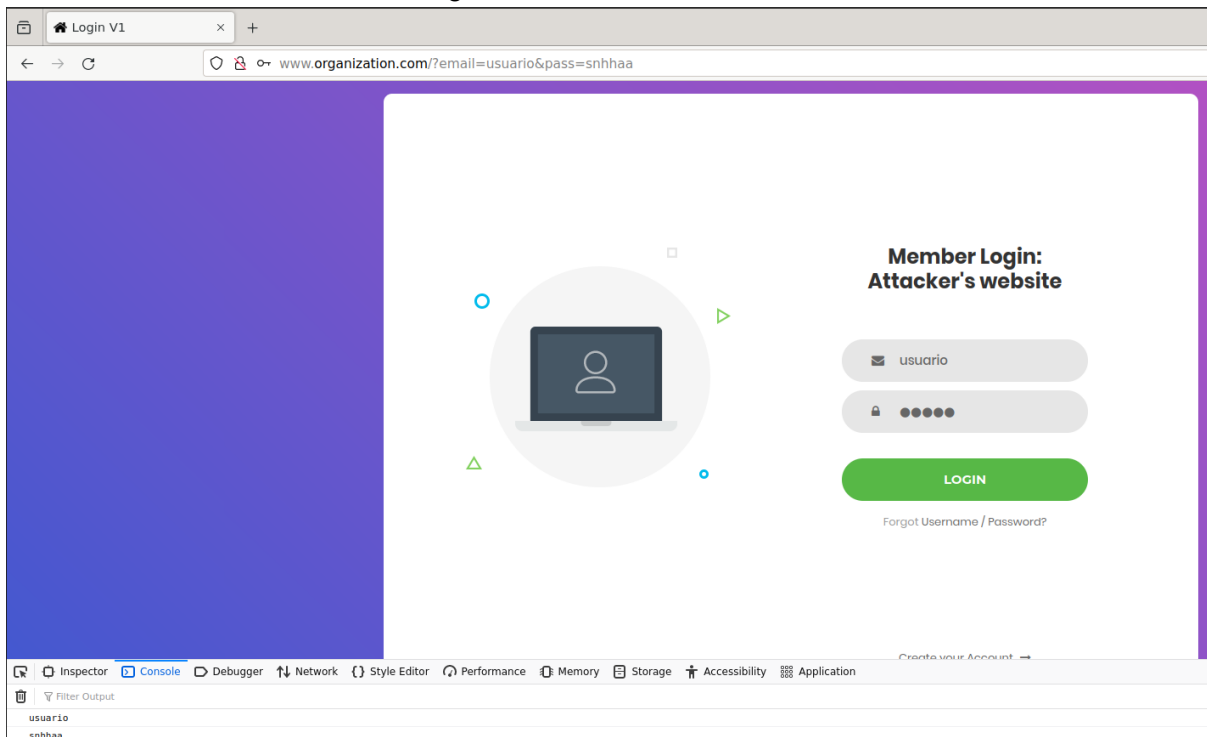 Login V1
www.organization.com/?email=usuario&pass=snhhaa
Member Login:
Attacker's website
usuario
●●●●●
LOGIN
Forgot Username / Password?
Create your Account →
Inspector Console Debugger Network Style Editor Performance Memory Storage Accessibility Application
Filter Output
usuario
snhhaa